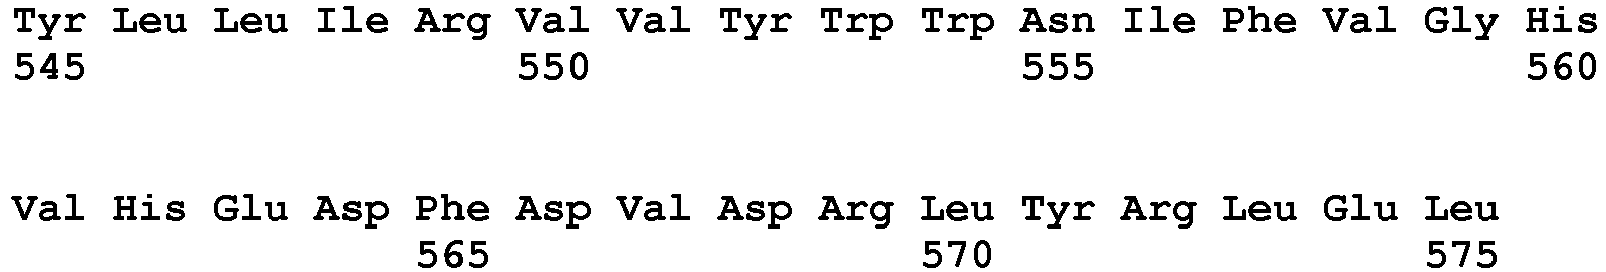 Tyr Leu Leu Ile Arg Val Val Tyr Trp Trp Asn Ile Phe Val Gly His
545 550 555 560
Val His Glu Asp Phe Asp Val Asp Arg Leu Tyr Arg Leu Glu Leu
565 570 575